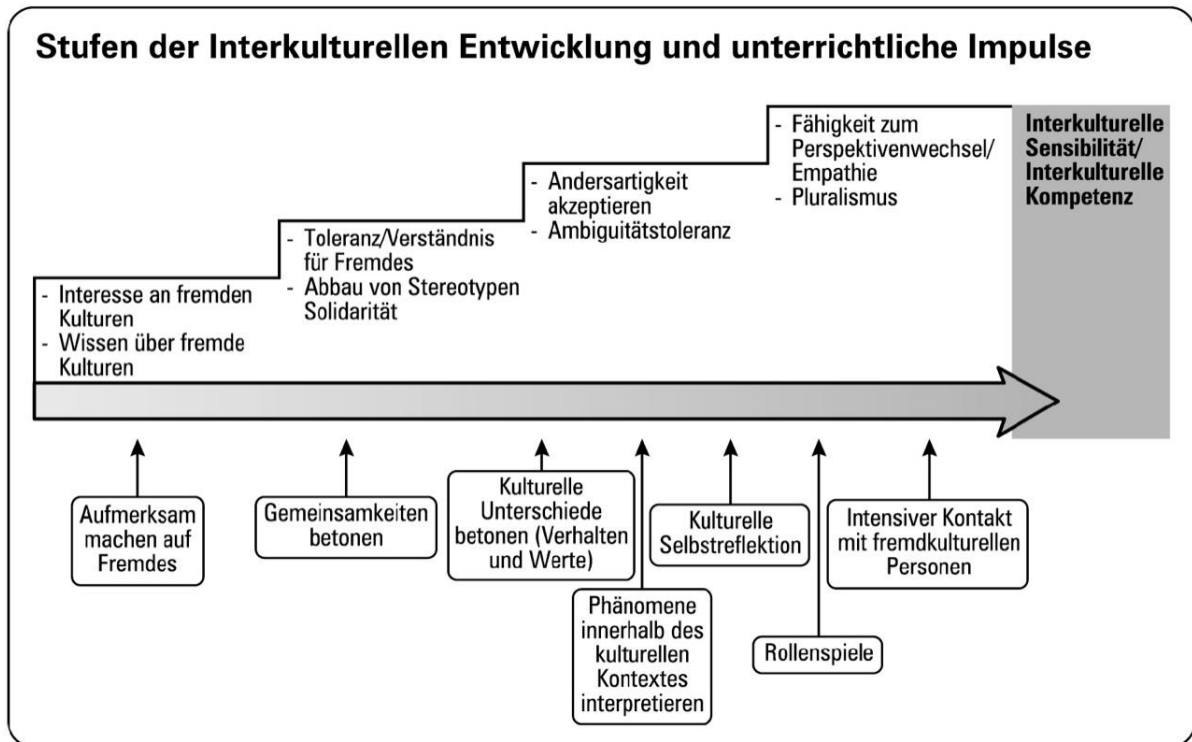 Stufen der Interkulturellen Entwicklung und unterrichtliche Impulse
- Interesse an fremden
Kulturen
- Wissen über fremde
Kulturen
- Toleranz/Verständnis
für Fremdes
- Abbau von Stereotypen
Solidarität
- Andersartigkeit
akzeptieren
- Ambiguitätstoleranz
- Fähigkeit zum
Perspektivenwechsel/
Empathie
- Pluralismus
Interkulturelle
Sensibilität/
Interkulturelle
Kompetenz
Aufmerksam
machen auf
Fremdes
Gemeinsamkeiten
betonen
Kulturelle
Unterschiede
betonen (Verhalten
und Werte)
Phänomene
innerhalb des
kulturellen
Kontextes
interpretieren
Kulturelle
Selbstreflektion
Rollenspiele
Intensiver Kontakt
mit fremdkulturellen
Personen